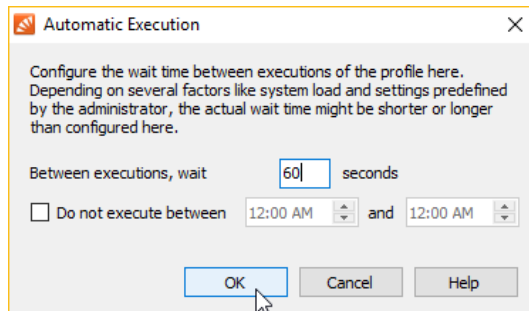 Automatic Execution
Configure the wait time between executions of the profile here.
Depending on several factors like system load and settings predefined
by the administrator, the actual wait time might be shorter or longer
than configured here.
Between executions, wait 60 seconds
Do not execute between 12:00 AM and 12:00 AM
OK Cancel Help